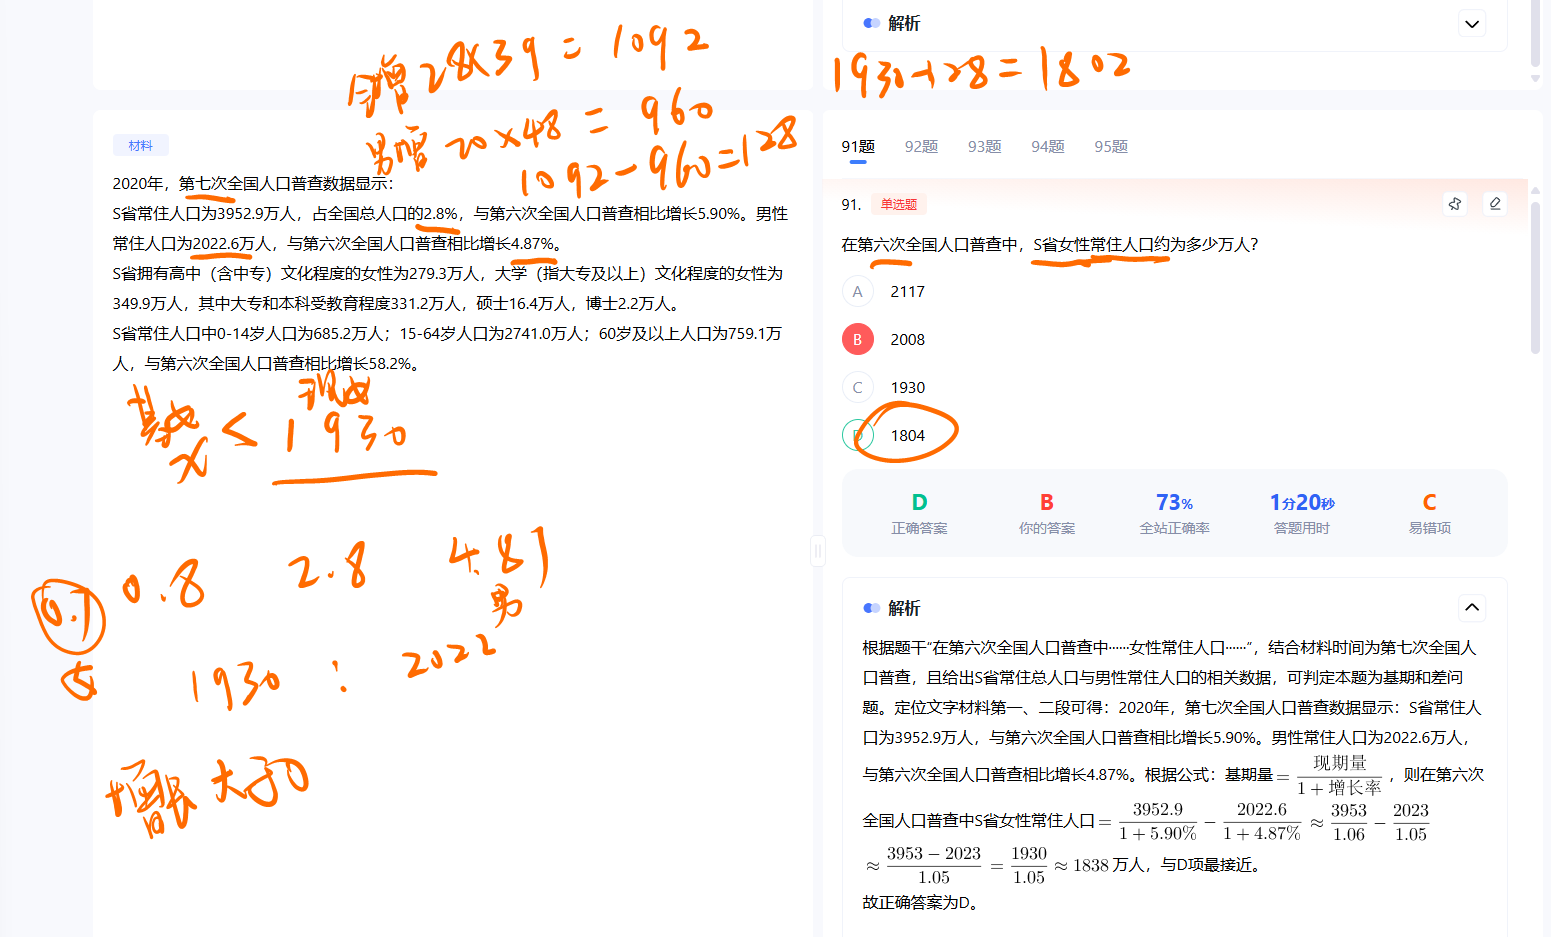 解析
全增 28×39 = 1092
1930-128=1802
男增 20×48 = 960
1092-960=128
材料
91题 92题 93题 94题 95题
2020年，第七次全国人口普查数据显示：
S省常住人口为3952.9万人，占全国总人口的2.8%，与第六次全国人口普查相比增长5.90%。男性
常住人口为2022.6万人，与第六次全国人口普查相比增长4.87%。
S省拥有高中（含中专）文化程度的女性为279.3万人，大学（指大专及以上）文化程度的女性为
349.9万人，其中大专和本科受教育程度331.2万人，硕士16.4万人，博士2.2万人。
S省常住人口中0-14岁人口为685.2万人；15-64岁人口为2741.0万人；60岁及以上人口为759.1万
人，与第六次全国人口普查相比增长58.2%。
现女
基女
x < 1930
0.7 0.8 2.8 4.87
女 男
1930 : 2022
增长 大于0
91. 单选题
在第六次全国人口普查中，S省女性常住人口约为多少万人？
A 2117
B 2008
C 1930
D 1804
D B 73% 1分20秒 C
正确答案 你的答案 全站正确率 答题用时 易错项
解析
根据题干“在第六次全国人口普查中……女性常住人口……”，结合材料时间为第七次全国人
口普查，且给出S省常住总人口与男性常住人口的相关数据，可判定本题为基期和差问
题。定位文字材料第一、二段可得：2020年，第七次全国人口普查数据显示：S省常住人
口为3952.9万人，与第六次全国人口普查相比增长5.90%。男性常住人口为2022.6万人，
与第六次全国人口普查相比增长4.87%。根据公式：基期量 = 现期量/(1 + 增长率)，则在第六次
全国人口普查中S省女性常住人口 = 3952.9/(1 + 5.90%) − 2022.6/(1 + 4.87%) ≈ 3953/1.06 − 2023/1.05
≈ (3953 − 2023)/1.05 = 1930/1.05 ≈ 1838 万人，与D项最接近。
故正确答案为D。